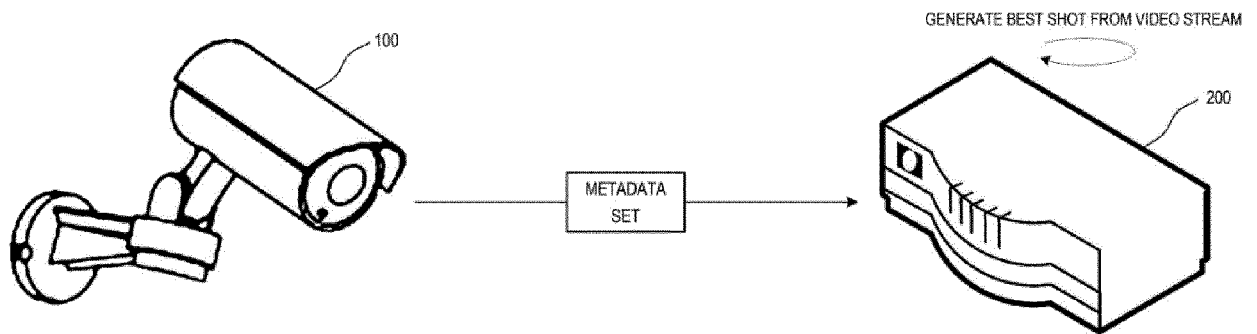 GENERATE BEST SHOT FROM VIDEO STREAM
100
200
METADATA
SET